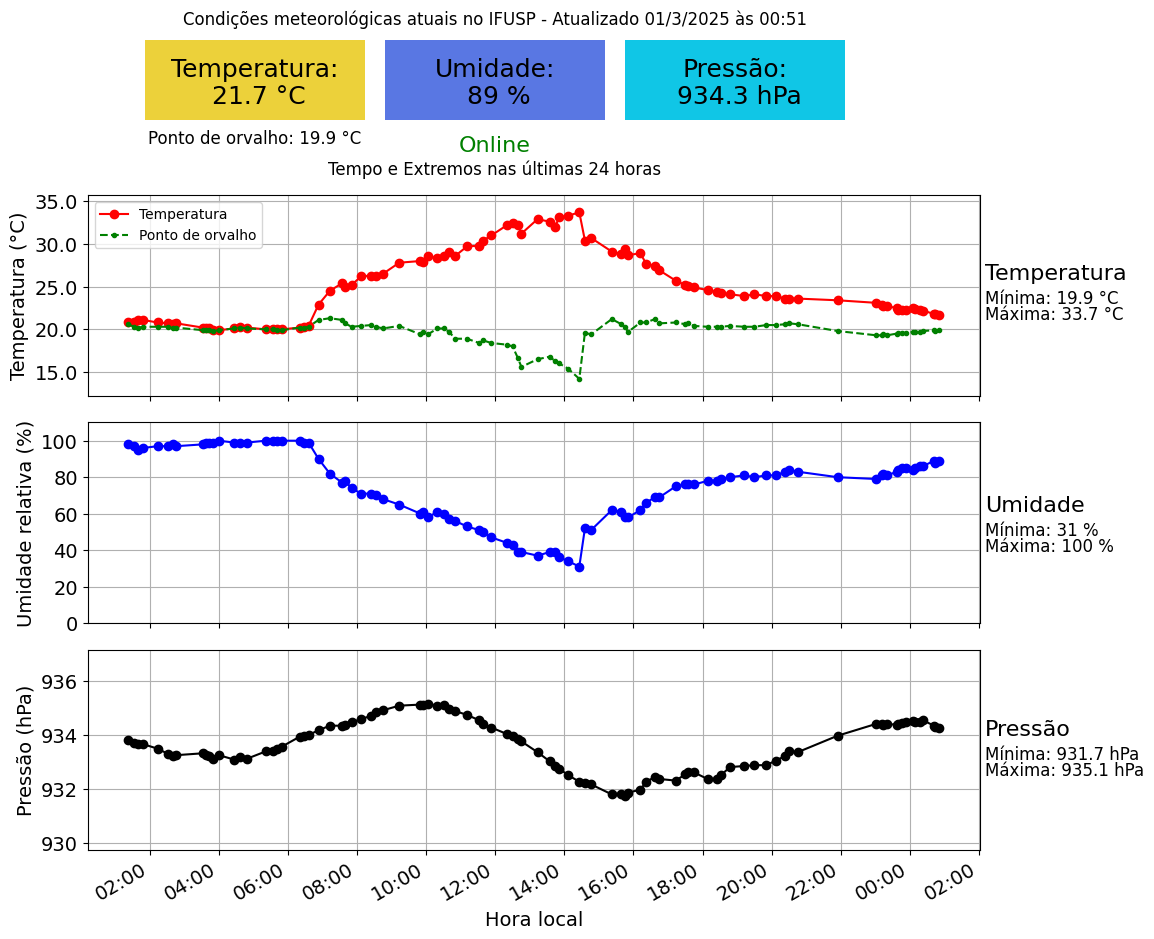 Condições meteorológicas atuais no IFUSP - Atualizado 01/3/2025 às 00:51
Temperatura:
21.7 °C
Umidade:
89 %
Pressão:
934.3 hPa
Ponto de orvalho: 19.9 °C
Online
Tempo e Extremos nas últimas 24 horas
Temperatura (°C)
35.0
30.0
25.0
20.0
15.0
Temperatura
Ponto de orvalho
Temperatura
Mínima: 19.9 °C
Máxima: 33.7 °C
Umidade relativa (%)
100
80
60
40
20
0
Umidade
Mínima: 31 %
Máxima: 100 %
Pressão (hPa)
936
934
932
930
Pressão
Mínima: 931.7 hPa
Máxima: 935.1 hPa
02:00 04:00 06:00 08:00 10:00 12:00 14:00 16:00 18:00 20:00 22:00 00:00 02:00
Hora local